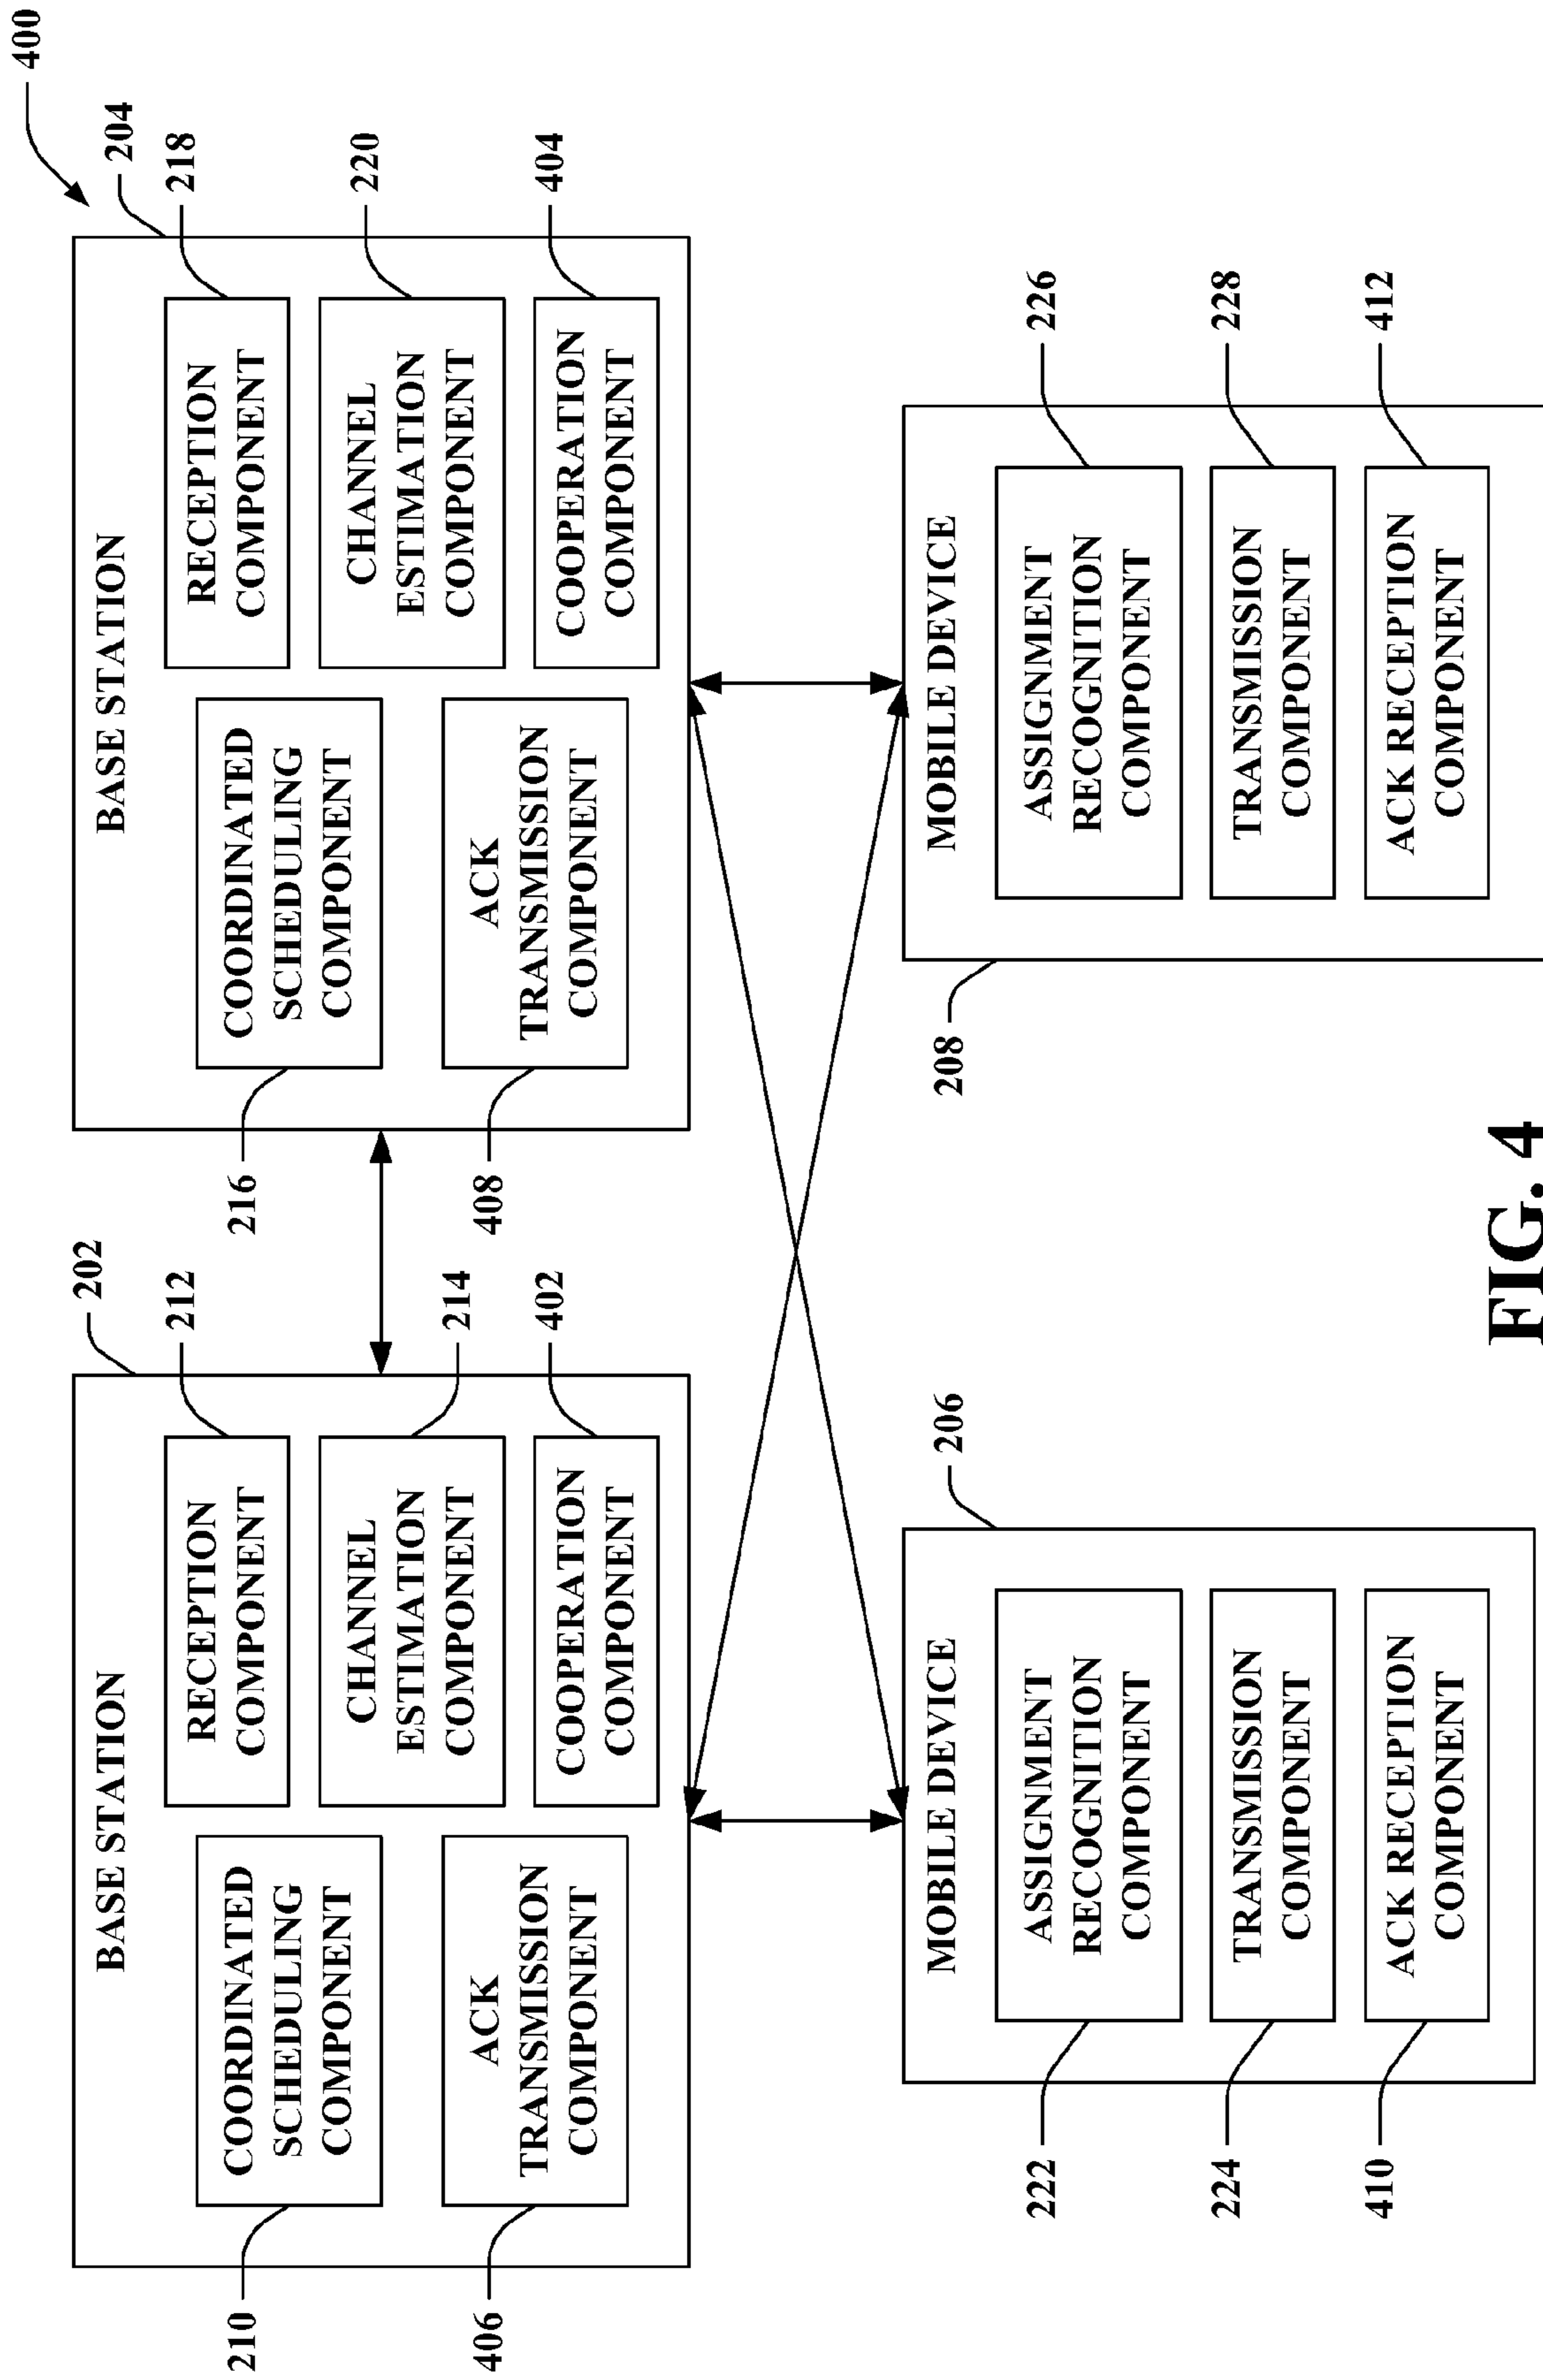 400
BASE STATION
202
COORDINATED
SCHEDULING
COMPONENT
210
RECEPTION
COMPONENT
212
CHANNEL
ESTIMATION
COMPONENT
214
ACK
TRANSMISSION
COMPONENT
406
COOPERATION
COMPONENT
402
BASE STATION
204
COORDINATED
SCHEDULING
COMPONENT
216
RECEPTION
COMPONENT
218
CHANNEL
ESTIMATION
COMPONENT
220
ACK
TRANSMISSION
COMPONENT
408
COOPERATION
COMPONENT
404
MOBILE DEVICE
206
ASSIGNMENT
RECOGNITION
COMPONENT
222
TRANSMISSION
COMPONENT
224
ACK RECEPTION
COMPONENT
410
MOBILE DEVICE
208
ASSIGNMENT
RECOGNITION
COMPONENT
226
TRANSMISSION
COMPONENT
228
ACK RECEPTION
COMPONENT
412
FIG. 4